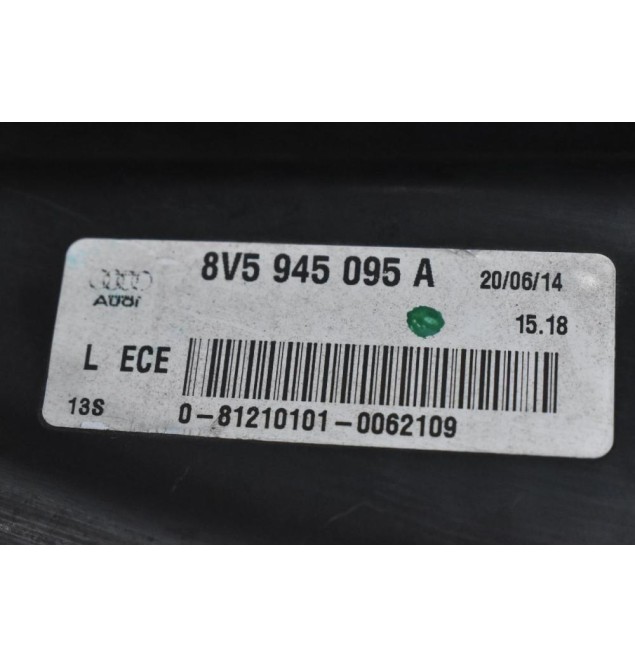 8V5 945 095 A 20/06/14
Audi 15.18
L ECE
13S 0-81210101-0062109